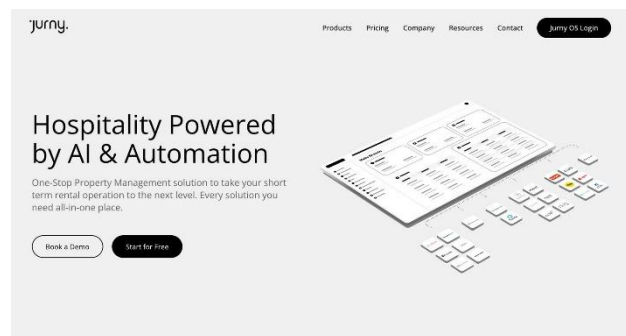 jurny.
Products Pricing Company Resources Contact Jurny OS Login
Hospitality Powered
by AI & Automation
One-Stop Property Management solution to take your short
term rental operation to the next level. Every solution you
need all-in-one place.
Book a Demo Start for Free